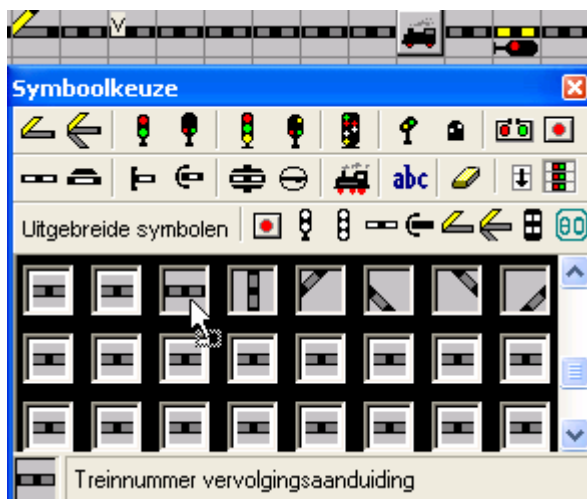 V
Symboolkeuze
abc
Uitgebreide symbolen
Treinnummer vervolgingsaanduiding